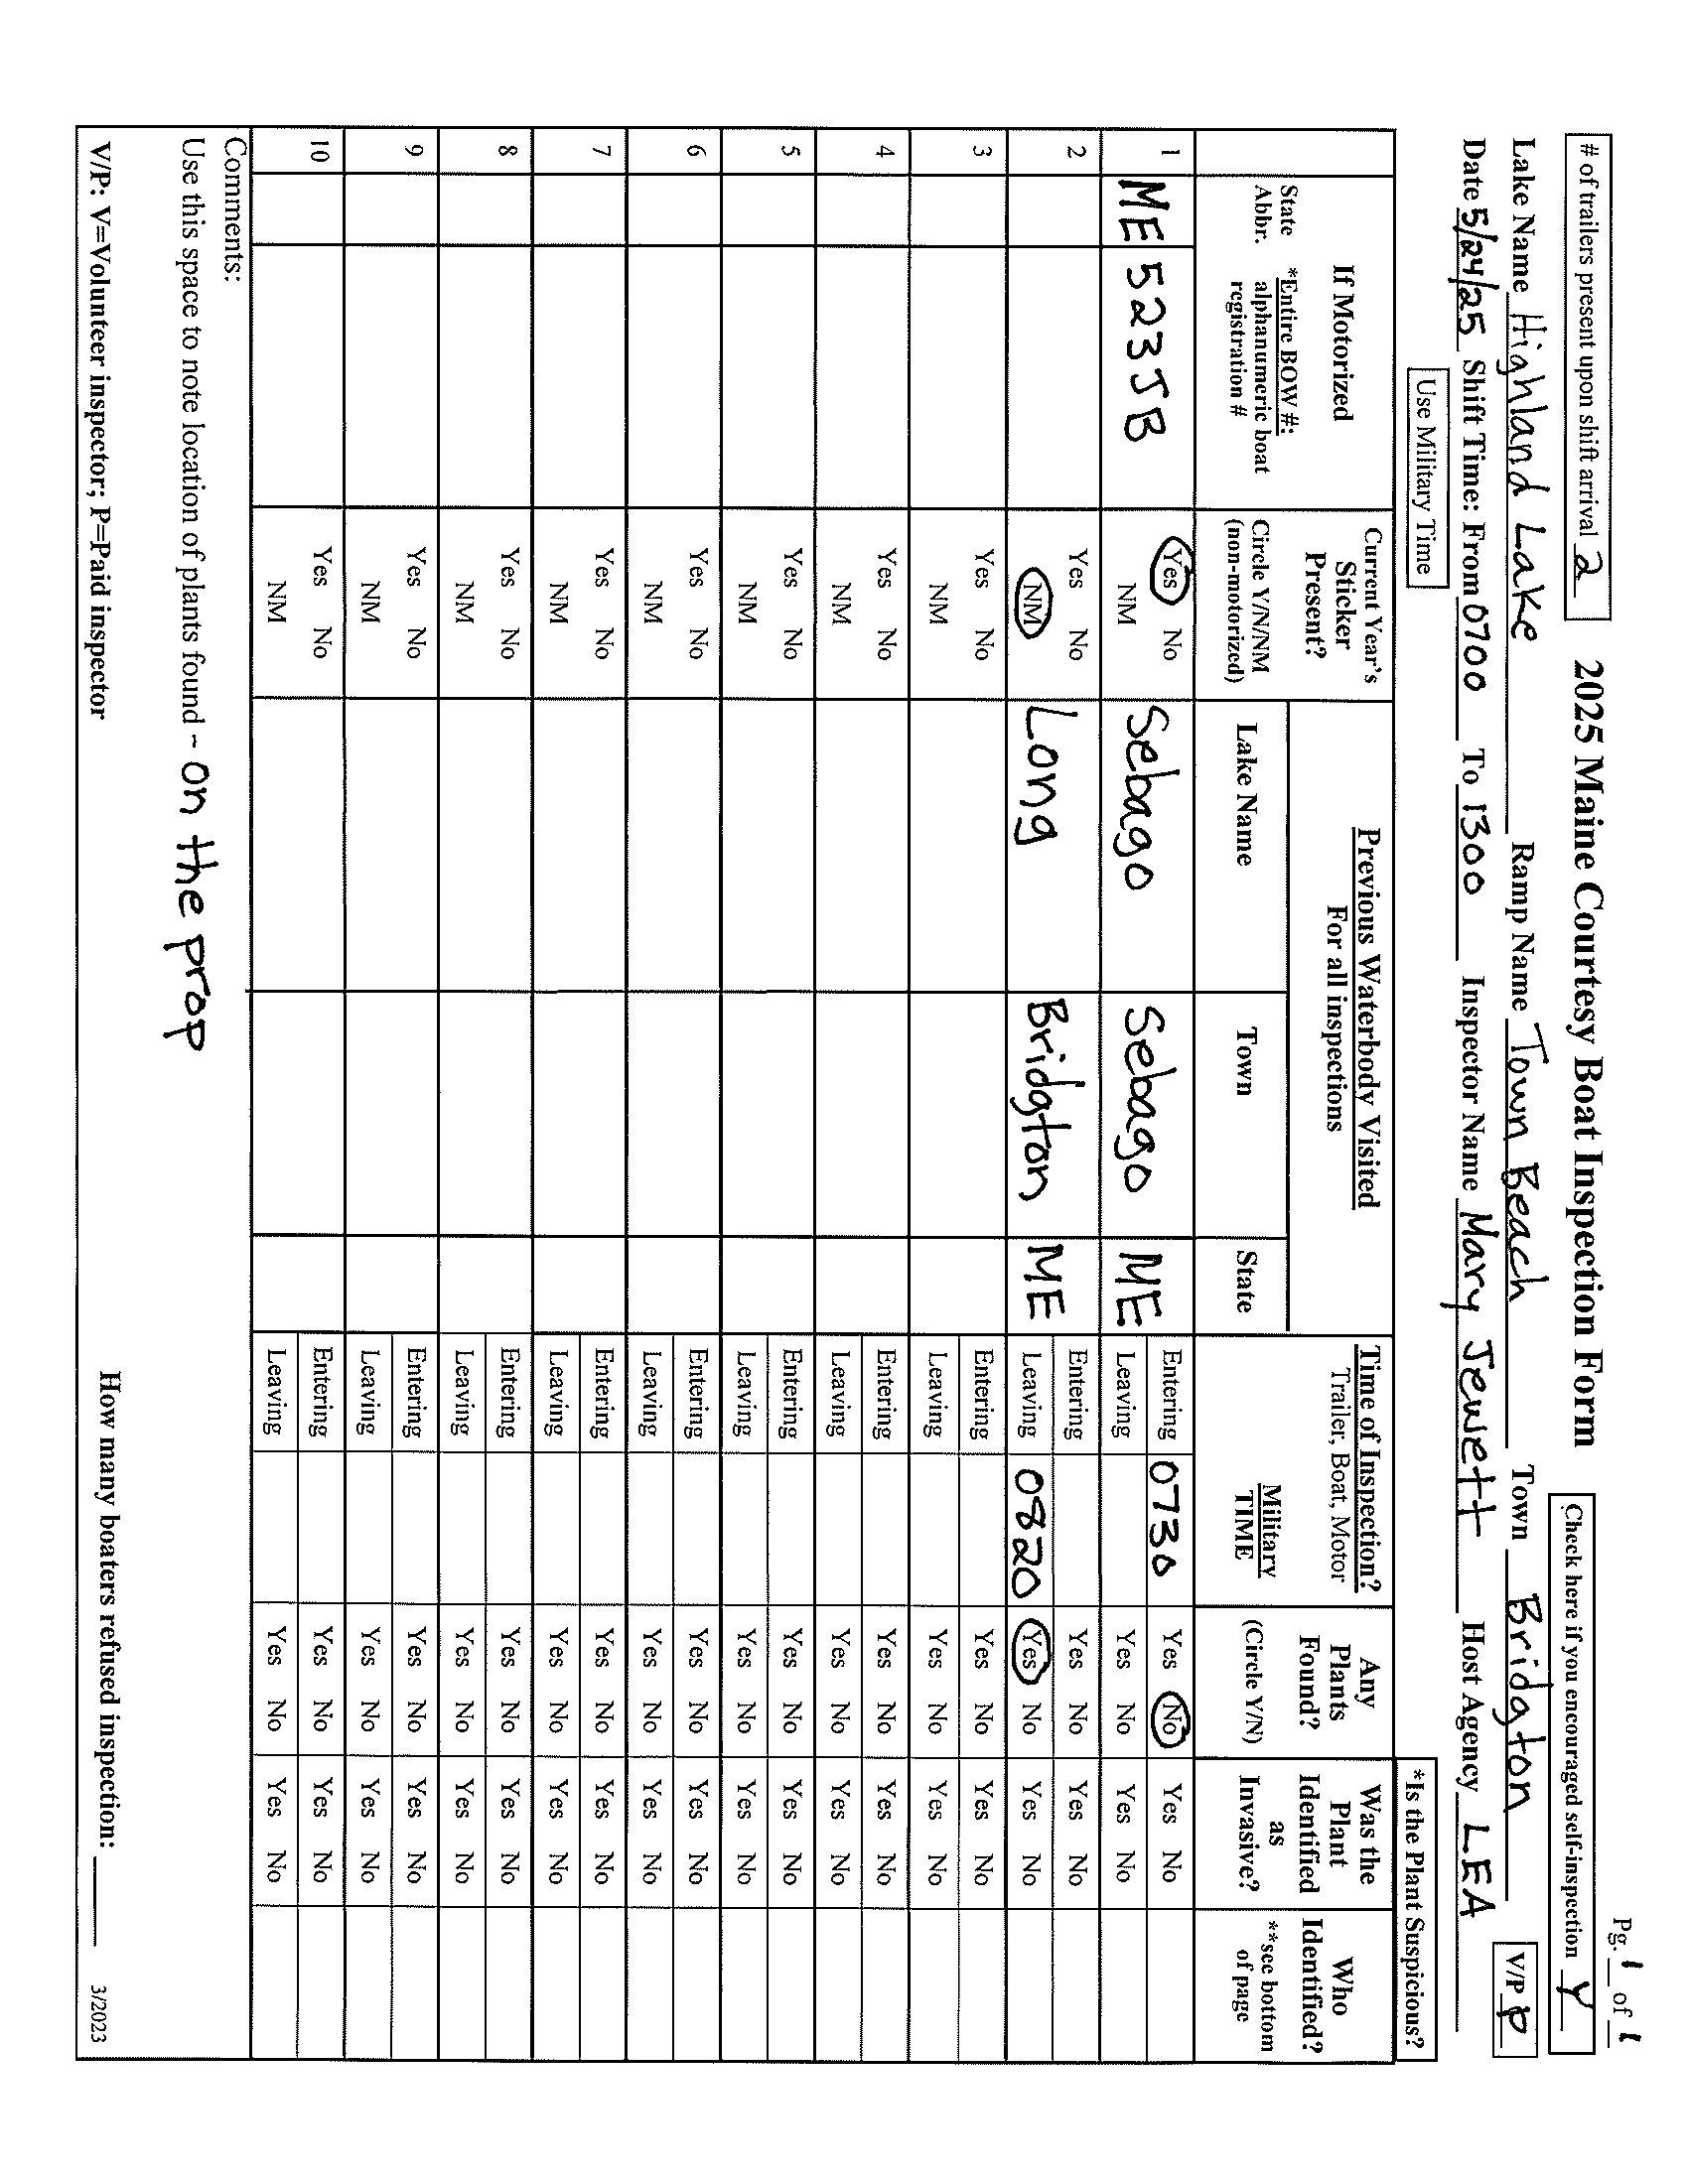 Pg. 1 of 1
# of trailers present upon shift arrival 2 2025 Maine Courtesy Boat Inspection Form Check here if you encouraged self-inspection Y
Lake Name Highland Lake Ramp Name Town Beach Town Bridgton V/P P
Date 5/24/25 Shift Time: From 0700 To 1300 Inspector Name Mary Jewett Host Agency LEA
Use Military Time
*Is the Plant Suspicious?
If Motorized
State Abbr.
*Entire BOW #: alphanumeric boat registration #
Current Year's Sticker Present?
Circle Y/N/NM (non-motorized)
Previous Waterbody Visited
For all inspections
Lake Name Town State
Time of Inspection?
Trailer, Boat, Motor
Military TIME
Any Plants Found?
(Circle Y/N)
Was the Plant Identified as Invasive?
Who Identified?
**see bottom of page
1 ME 523JB Yes No Sebago Sebago ME Entering 0730 Yes No Yes No
NM Leaving Yes No Yes No
2 Yes No Long Bridgton ME Entering Yes No Yes No
NM Leaving 0820 Yes No Yes No
3 Yes No Entering Yes No Yes No
NM Leaving Yes No Yes No
4 Yes No Entering Yes No Yes No
NM Leaving Yes No Yes No
5 Yes No Entering Yes No Yes No
NM Leaving Yes No Yes No
6 Yes No Entering Yes No Yes No
NM Leaving Yes No Yes No
7 Yes No Entering Yes No Yes No
NM Leaving Yes No Yes No
8 Yes No Entering Yes No Yes No
NM Leaving Yes No Yes No
9 Yes No Entering Yes No Yes No
NM Leaving Yes No Yes No
10 Yes No Entering Yes No Yes No
NM Leaving Yes No Yes No
Comments:
Use this space to note location of plants found - on the prop
V/P: V=Volunteer inspector; P=Paid inspector How many boaters refused inspection: 3/2023